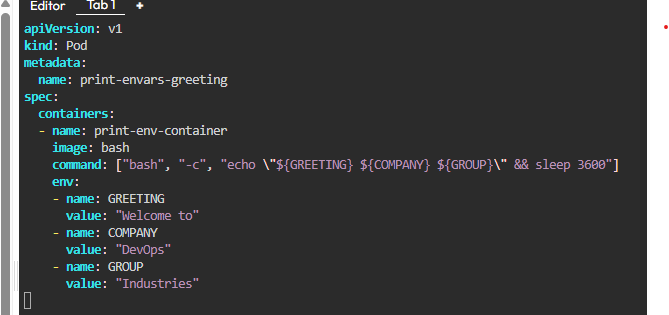 Editor Tab 1 +
apiVersion: v1
kind: Pod
metadata:
  name: print-envars-greeting
spec:
  containers:
  - name: print-env-container
    image: bash
    command: ["bash", "-c", "echo \"${GREETING} ${COMPANY} ${GROUP}\" && sleep 3600"]
    env:
    - name: GREETING
      value: "Welcome to"
    - name: COMPANY
      value: "DevOps"
    - name: GROUP
      value: "Industries"